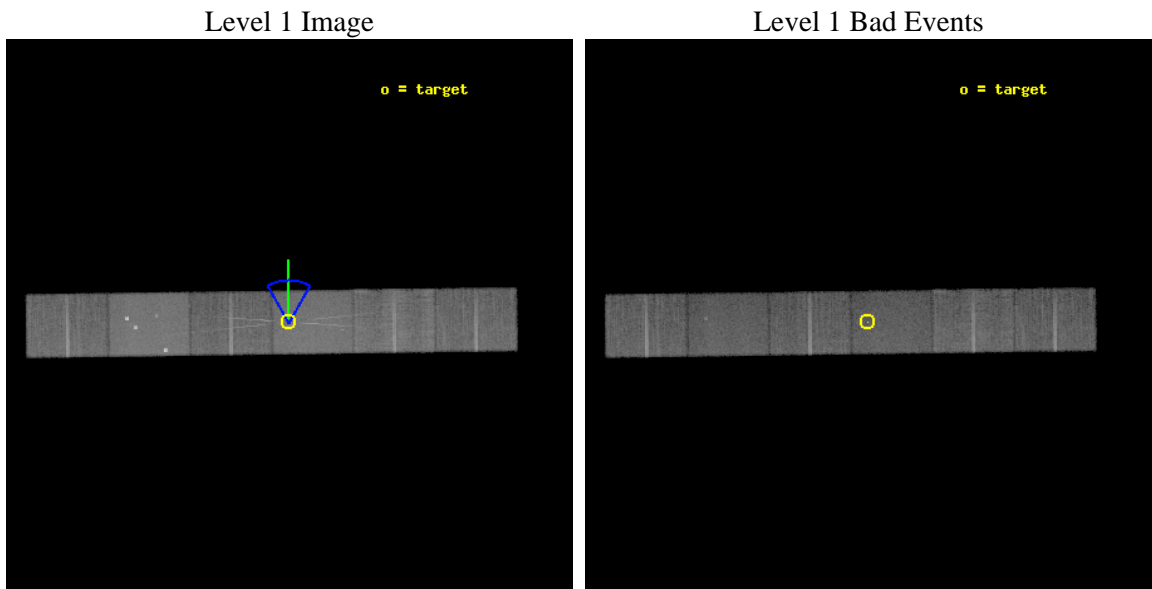 Level 1 Image
Level 1 Bad Events
o = target
o = target